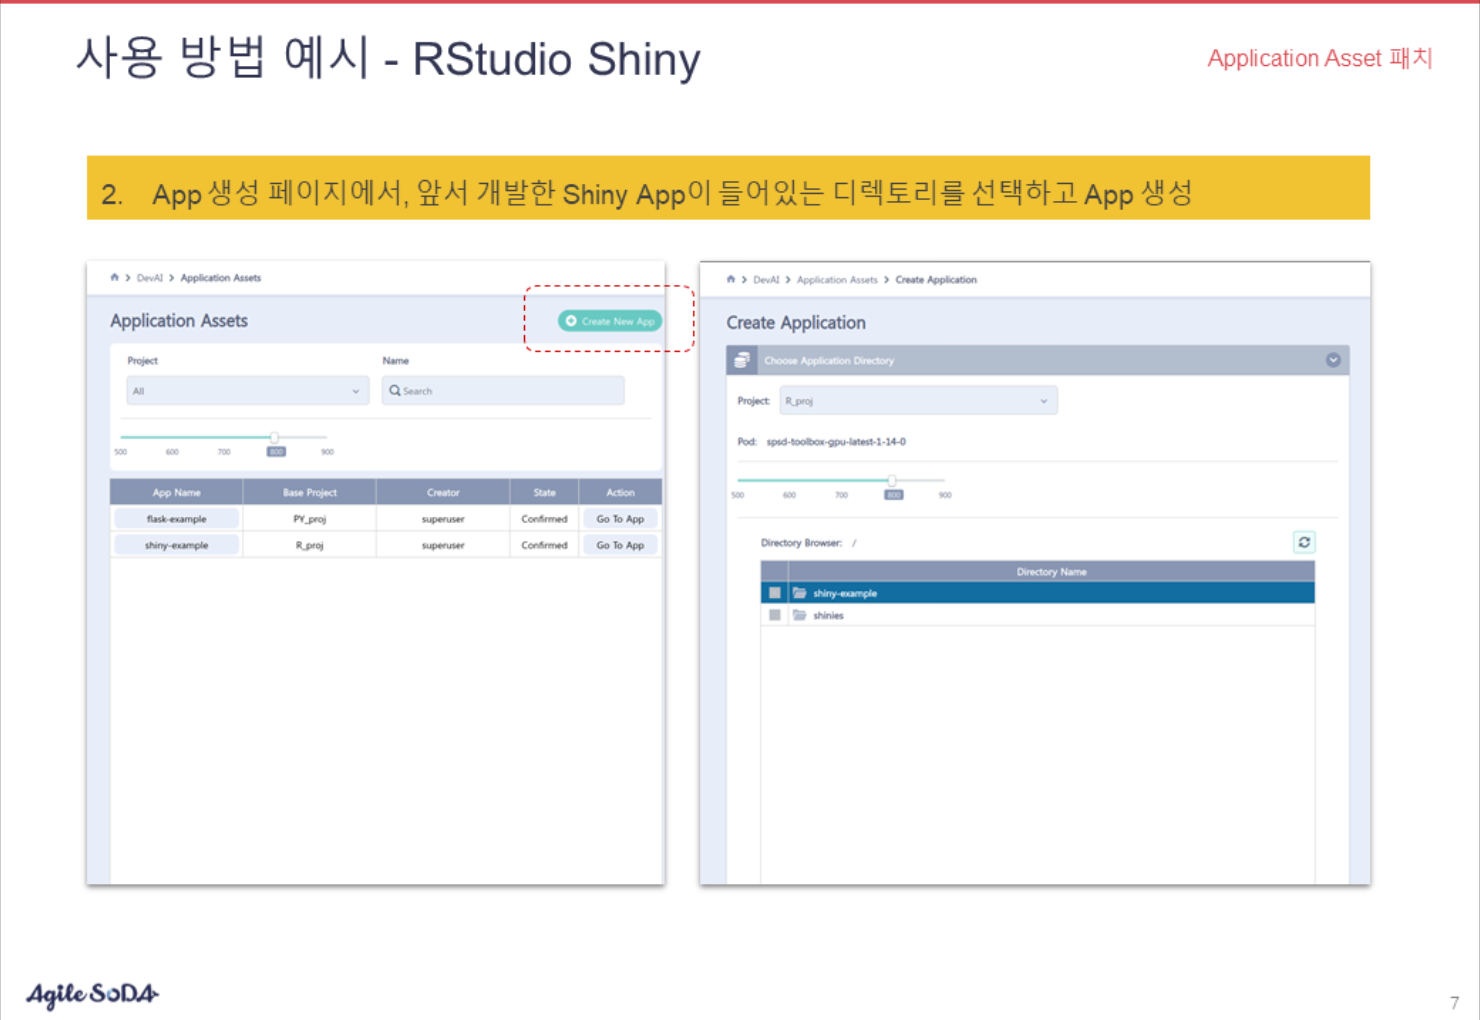 사용 방법 예시 - RStudio Shiny
Application Asset 패치
2. App 생성 페이지에서, 앞서 개발한 Shiny App이 들어있는 디렉토리를 선택하고 App 생성
DevAI > Application Assets
Application Assets
Create New App
Project
Name
All
Search
500 600 700 800 900
App Name Base Project Creator State Action
flask-example PY_proj superuser Confirmed Go To App
shiny-example R_proj superuser Confirmed Go To App
DevAI > Application Assets > Create Application
Create Application
Choose Application Directory
Project: R_proj
Pod: spsd-toolbox-gpu-latest-1-14-0
500 600 700 800 900
Directory Browser: /
Directory Name
shiny-example
shinies
Agile SoDA
7